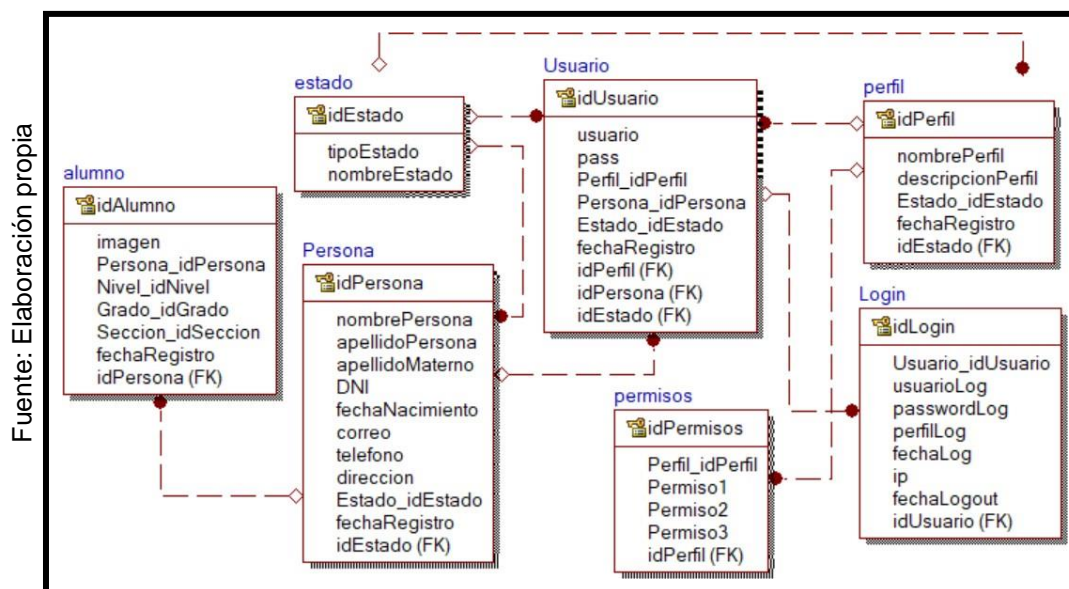 Fuente: Elaboración propia
estado
idEstado
tipoEstado
nombreEstado
Usuario
idUsuario
usuario
pass
Perfil_idPerfil
Persona_idPersona
Estado_idEstado
fechaRegistro
idPerfil (FK)
idPersona (FK)
idEstado (FK)
perfil
idPerfil
nombrePerfil
descripcionPerfil
Estado_idEstado
fechaRegistro
idEstado (FK)
alumno
idAlumno
imagen
Persona_idPersona
Nivel_idNivel
Grado_idGrado
Seccion_idSeccion
fechaRegistro
idPersona (FK)
Persona
idPersona
nombrePersona
apellidoPersona
apellidoMaterno
DNI
fechaNacimiento
correo
telefono
direccion
Estado_idEstado
fechaRegistro
idEstado (FK)
permisos
idPermisos
Perfil_idPerfil
Permiso1
Permiso2
Permiso3
idPerfil (FK)
Login
idLogin
Usuario_idUsuario
usuarioLog
passwordLog
perfilLog
fechaLog
ip
fechaLogout
idUsuario (FK)